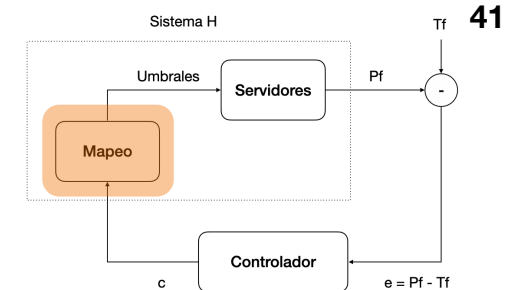 Sistema H
Tf
41
Umbrales
Servidores
Pf
-
Mapeo
Controlador
c
e = Pf - Tf